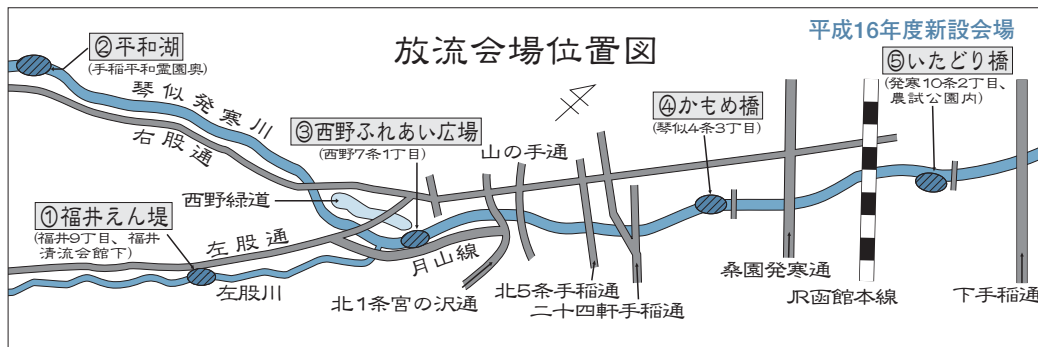 放流会場位置図
平成16年度新設会場
②平和湖
(手稲平和霊園奥)
琴似発寒川
右股通
③西野ふれあい広場
(西野7条1丁目)
④かもめ橋
(琴似4条3丁目)
⑤いたどり橋
(発寒10条2丁目、
農試公園内)
山の手通
西野緑道
①福井えん堤
(福井9丁目、福井
清流会館下)
左股通
月山線
左股川
北1条宮の沢通
北5条手稲通
二十四軒手稲通
桑園発寒通
JR函館本線
下手稲通